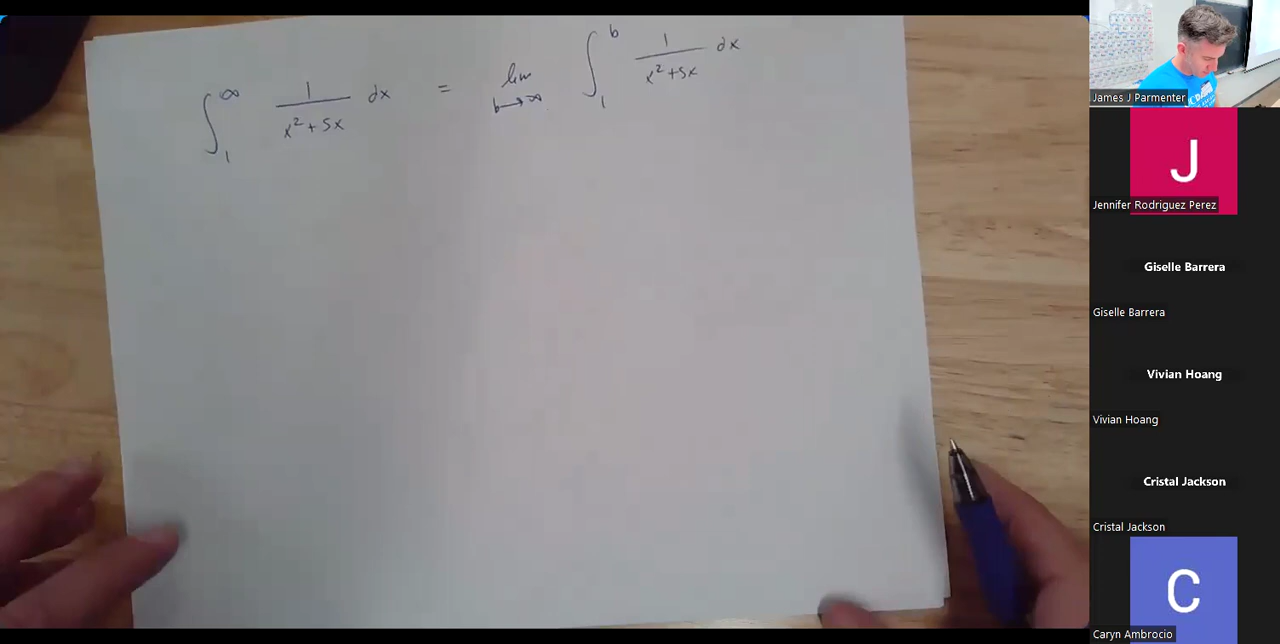 ∫₁^∞ 1/(x²+5x) dx = lim b→∞ ∫₁^b 1/(x²+5x) dx
James J Parmenter
J
Jennifer Rodriguez Perez
Giselle Barrera
Giselle Barrera
Vivian Hoang
Vivian Hoang
Cristal Jackson
Cristal Jackson
C
Caryn Ambrocio